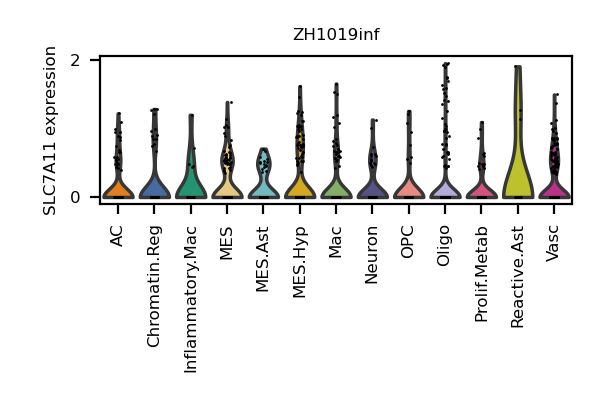 ZH1019inf
SLC7A11 expression
2
0
AC
Chromatin.Reg
Inflammatory.Mac
MES
MES.Ast
MES.Hyp
Mac
Neuron
OPC
Oligo
Prolif.Metab
Reactive.Ast
Vasc